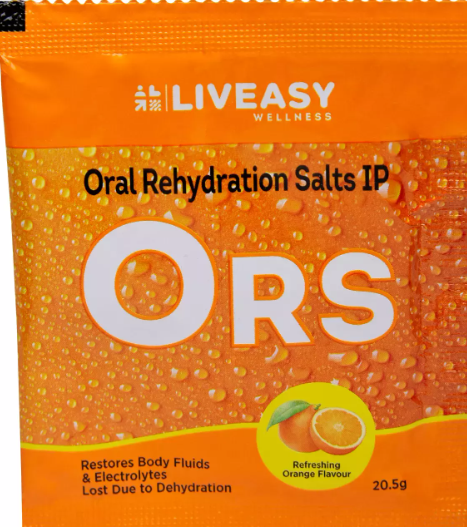 LIVEASY
WELLNESS
Oral Rehydration Salts IP
ORS
Refreshing
Orange Flavour
Restores Body Fluids
& Electrolytes
Lost Due to Dehydration
20.5g